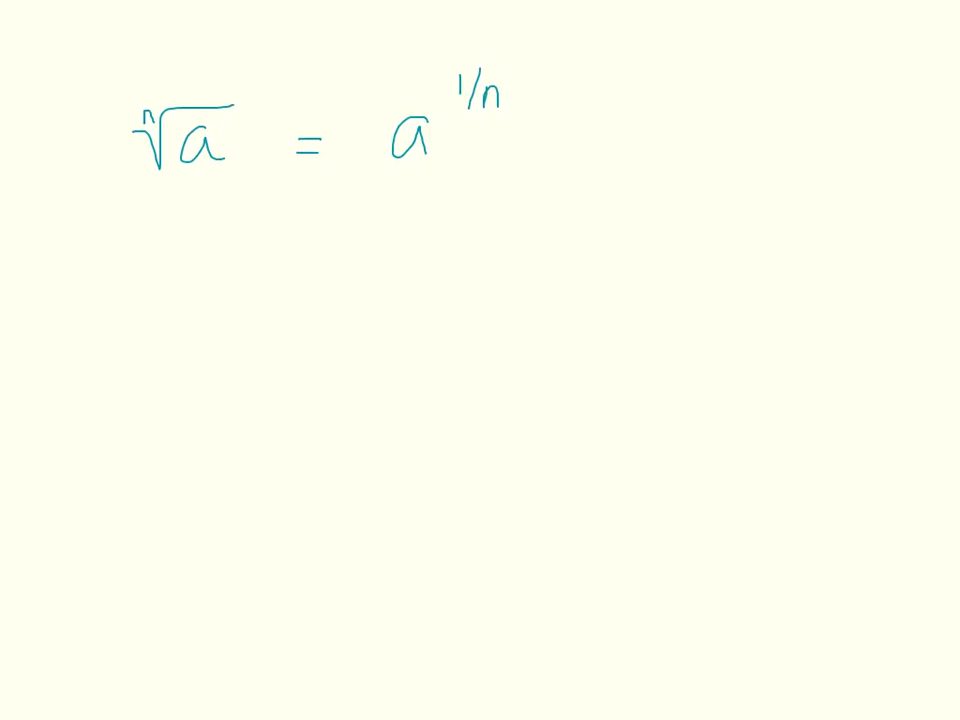 ⁿ√a = a^1/n